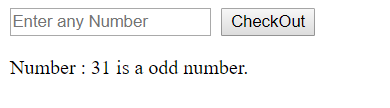 Enter any Number CheckOut
Number : 31 is a odd number.